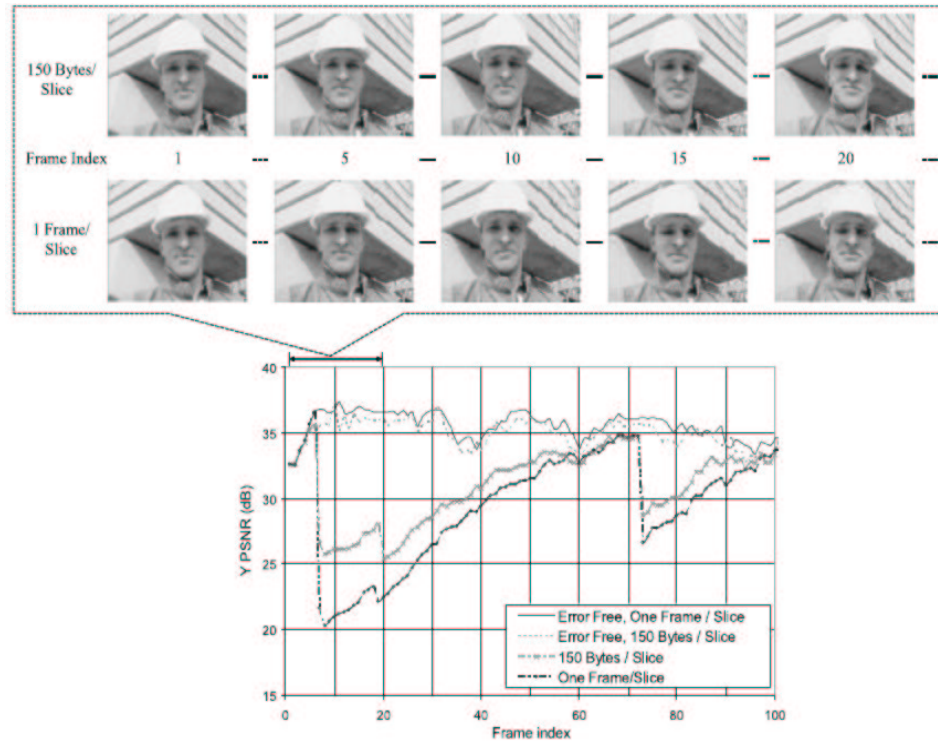 150 Bytes/
Slice
Frame Index 1 5 10 15 20
1 Frame/
Slice
40
35
30
25
20
15
Y PSNR (dB)
Error Free, One Frame / Slice
Error Free, 150 Bytes / Slice
150 Bytes / Slice
One Frame/Slice
0 20 40 60 80 100
Frame index